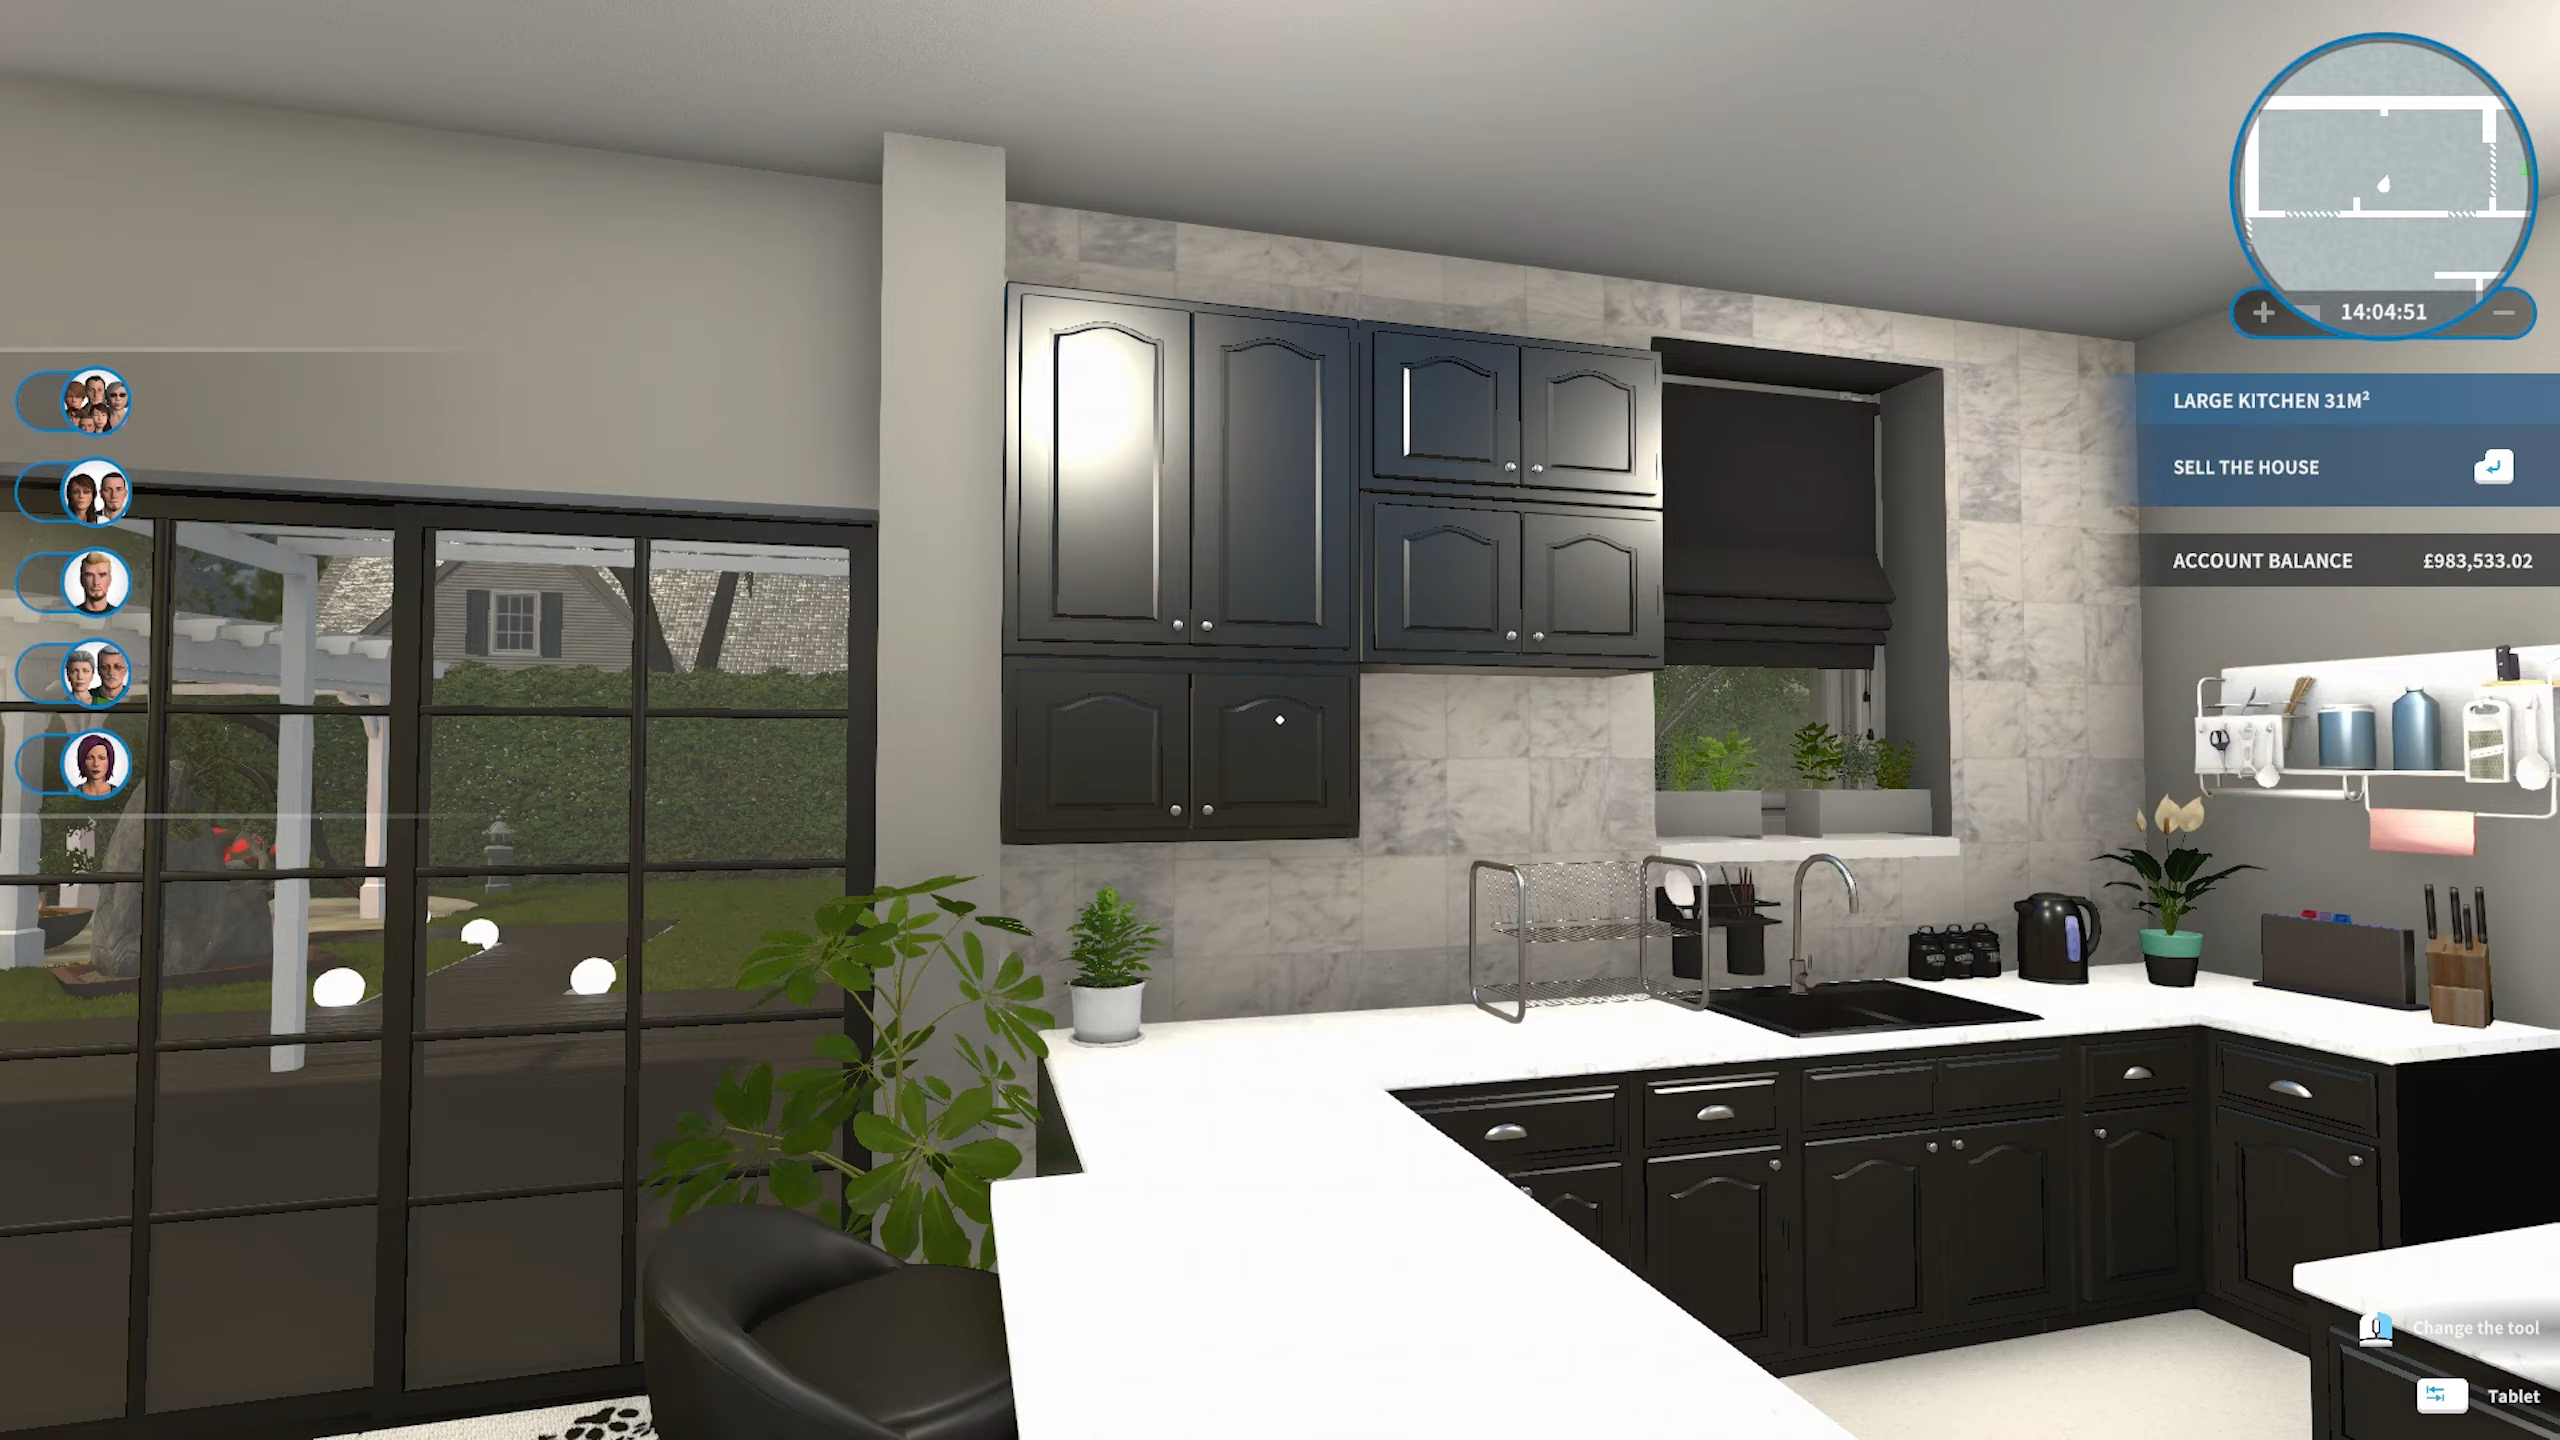 14:04:51
LARGE KITCHEN 31M²
SELL THE HOUSE
ACCOUNT BALANCE £983,533.02
Change the tool
Tablet